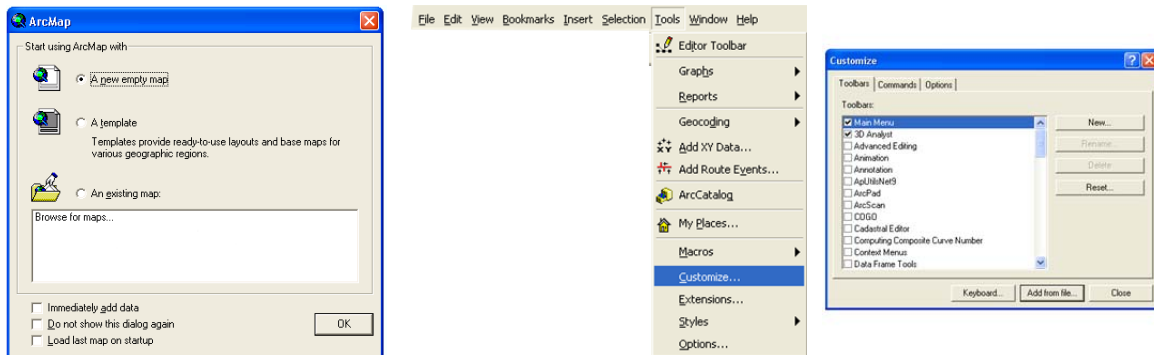 ArcMap
Start using ArcMap with
A new empty map
A template
Templates provide ready-to-use layouts and base maps for
various geographic regions.
An existing map:
Browse for maps...
Immediately add data
Do not show this dialog again
Load last map on startup
OK
File Edit View Bookmarks Insert Selection Tools Window Help
Editor Toolbar
Graphs
Reports
Geocoding
Add XY Data...
Add Route Events...
ArcCatalog
My Places...
Macros
Customize...
Extensions...
Styles
Options...
Customize
Toolbars Commands Options
Toolbars:
Main Menu
3D Analyst
Advanced Editing
Animation
Annotation
ApUtilsNet9
ArcPad
ArcScan
COGO
Cadastral Editor
Computing Composite Curve Number
Context Menus
Data Frame Tools
New...
Rename...
Delete
Reset...
Keyboard... Add from file... Close